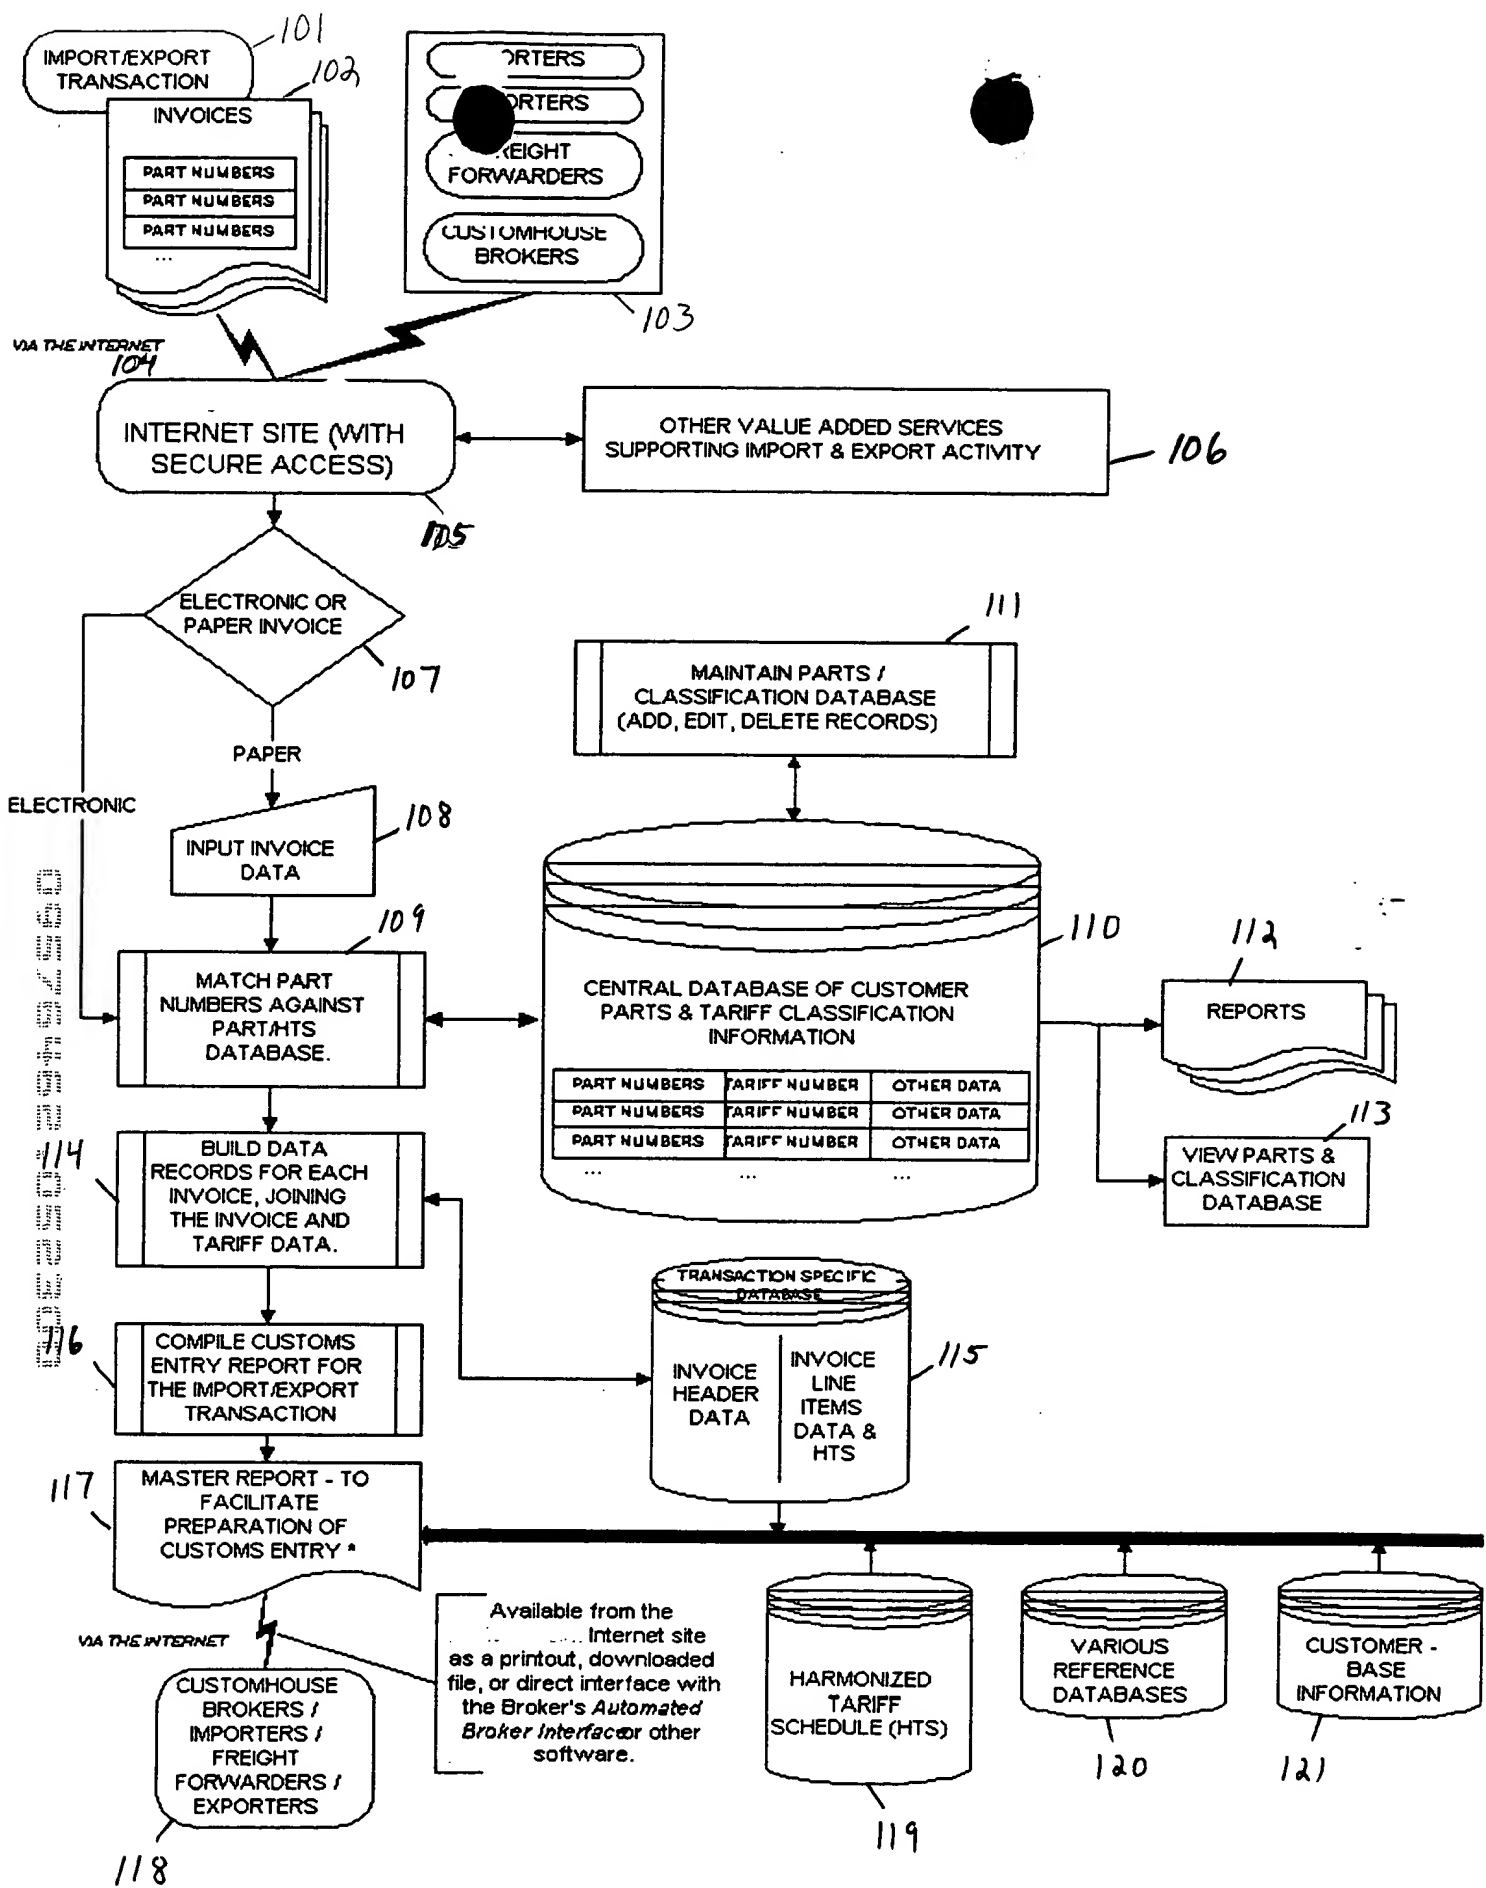 101
IMPORT/EXPORT
TRANSACTION
102
INVOICES
PART NUMBERS
PART NUMBERS
PART NUMBERS
...
ORTERS
ORTERS
REIGHT
FORWARDERS
CUSTOMHOUSE
BROKERS
103
VIA THE INTERNET
104
INTERNET SITE (WITH
SECURE ACCESS)
105
OTHER VALUE ADDED SERVICES
SUPPORTING IMPORT & EXPORT ACTIVITY
106
ELECTRONIC OR
PAPER INVOICE
107
PAPER
ELECTRONIC
INPUT INVOICE
DATA
108
111
MAINTAIN PARTS /
CLASSIFICATION DATABASE
(ADD, EDIT, DELETE RECORDS)
109
MATCH PART
NUMBERS AGAINST
PART/HTS
DATABASE.
110
CENTRAL DATABASE OF CUSTOMER
PARTS & TARIFF CLASSIFICATION
INFORMATION
PART NUMBERS TARIFF NUMBER OTHER DATA
PART NUMBERS TARIFF NUMBER OTHER DATA
PART NUMBERS TARIFF NUMBER OTHER DATA
... ... ...
112
REPORTS
113
VIEW PARTS &
CLASSIFICATION
DATABASE
114
BUILD DATA
RECORDS FOR EACH
INVOICE, JOINING
THE INVOICE AND
TARIFF DATA.
TRANSACTION SPECIFIC
DATABASE
INVOICE
HEADER
DATA
INVOICE
LINE
ITEMS
DATA &
HTS
115
116
COMPILE CUSTOMS
ENTRY REPORT FOR
THE IMPORT/EXPORT
TRANSACTION
117
MASTER REPORT - TO
FACILITATE
PREPARATION OF
CUSTOMS ENTRY *
VIA THE INTERNET
Available from the
Internet site
as a printout, downloaded
file, or direct interface with
the Broker's Automated
Broker Interface or other
software.
CUSTOMHOUSE
BROKERS /
IMPORTERS /
FREIGHT
FORWARDERS /
EXPORTERS
118
HARMONIZED
TARIFF
SCHEDULE (HTS)
119
VARIOUS
REFERENCE
DATABASES
120
CUSTOMER -
BASE
INFORMATION
121